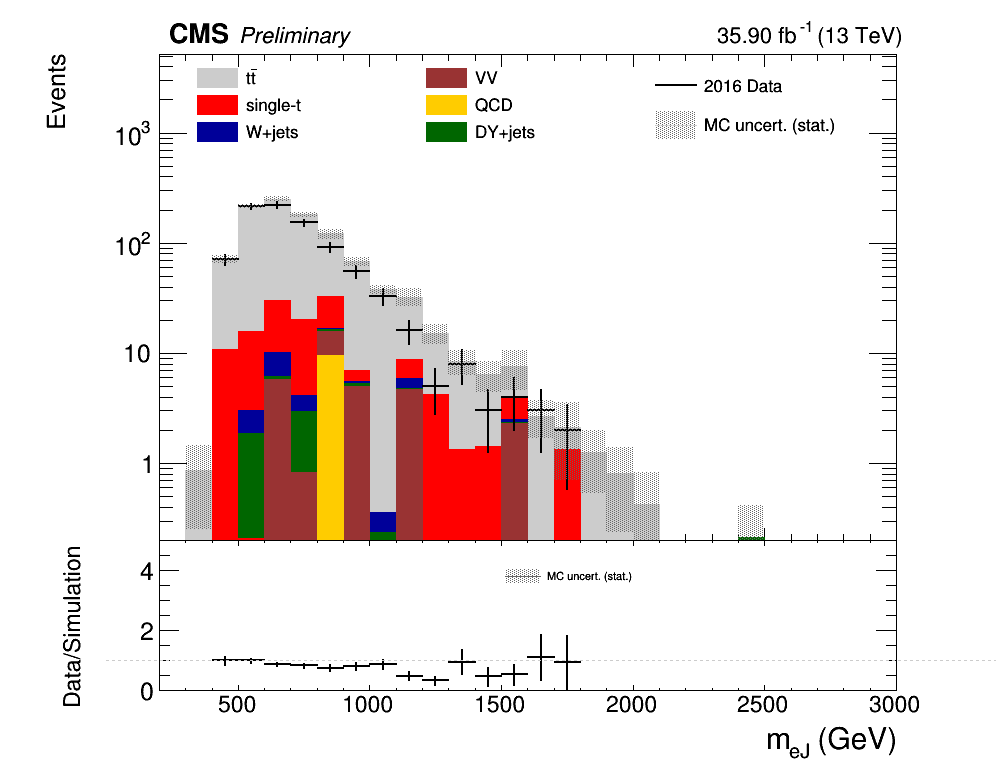 CMS Preliminary 35.90 fb⁻¹ (13 TeV)
Events
tt̄ VV 2016 Data
single-t QCD MC uncert. (stat.)
W+jets DY+jets
10³
10²
10
1
Data/Simulation
MC uncert. (stat.)
4
2
0
500 1000 1500 2000 2500 3000
m_eJ (GeV)